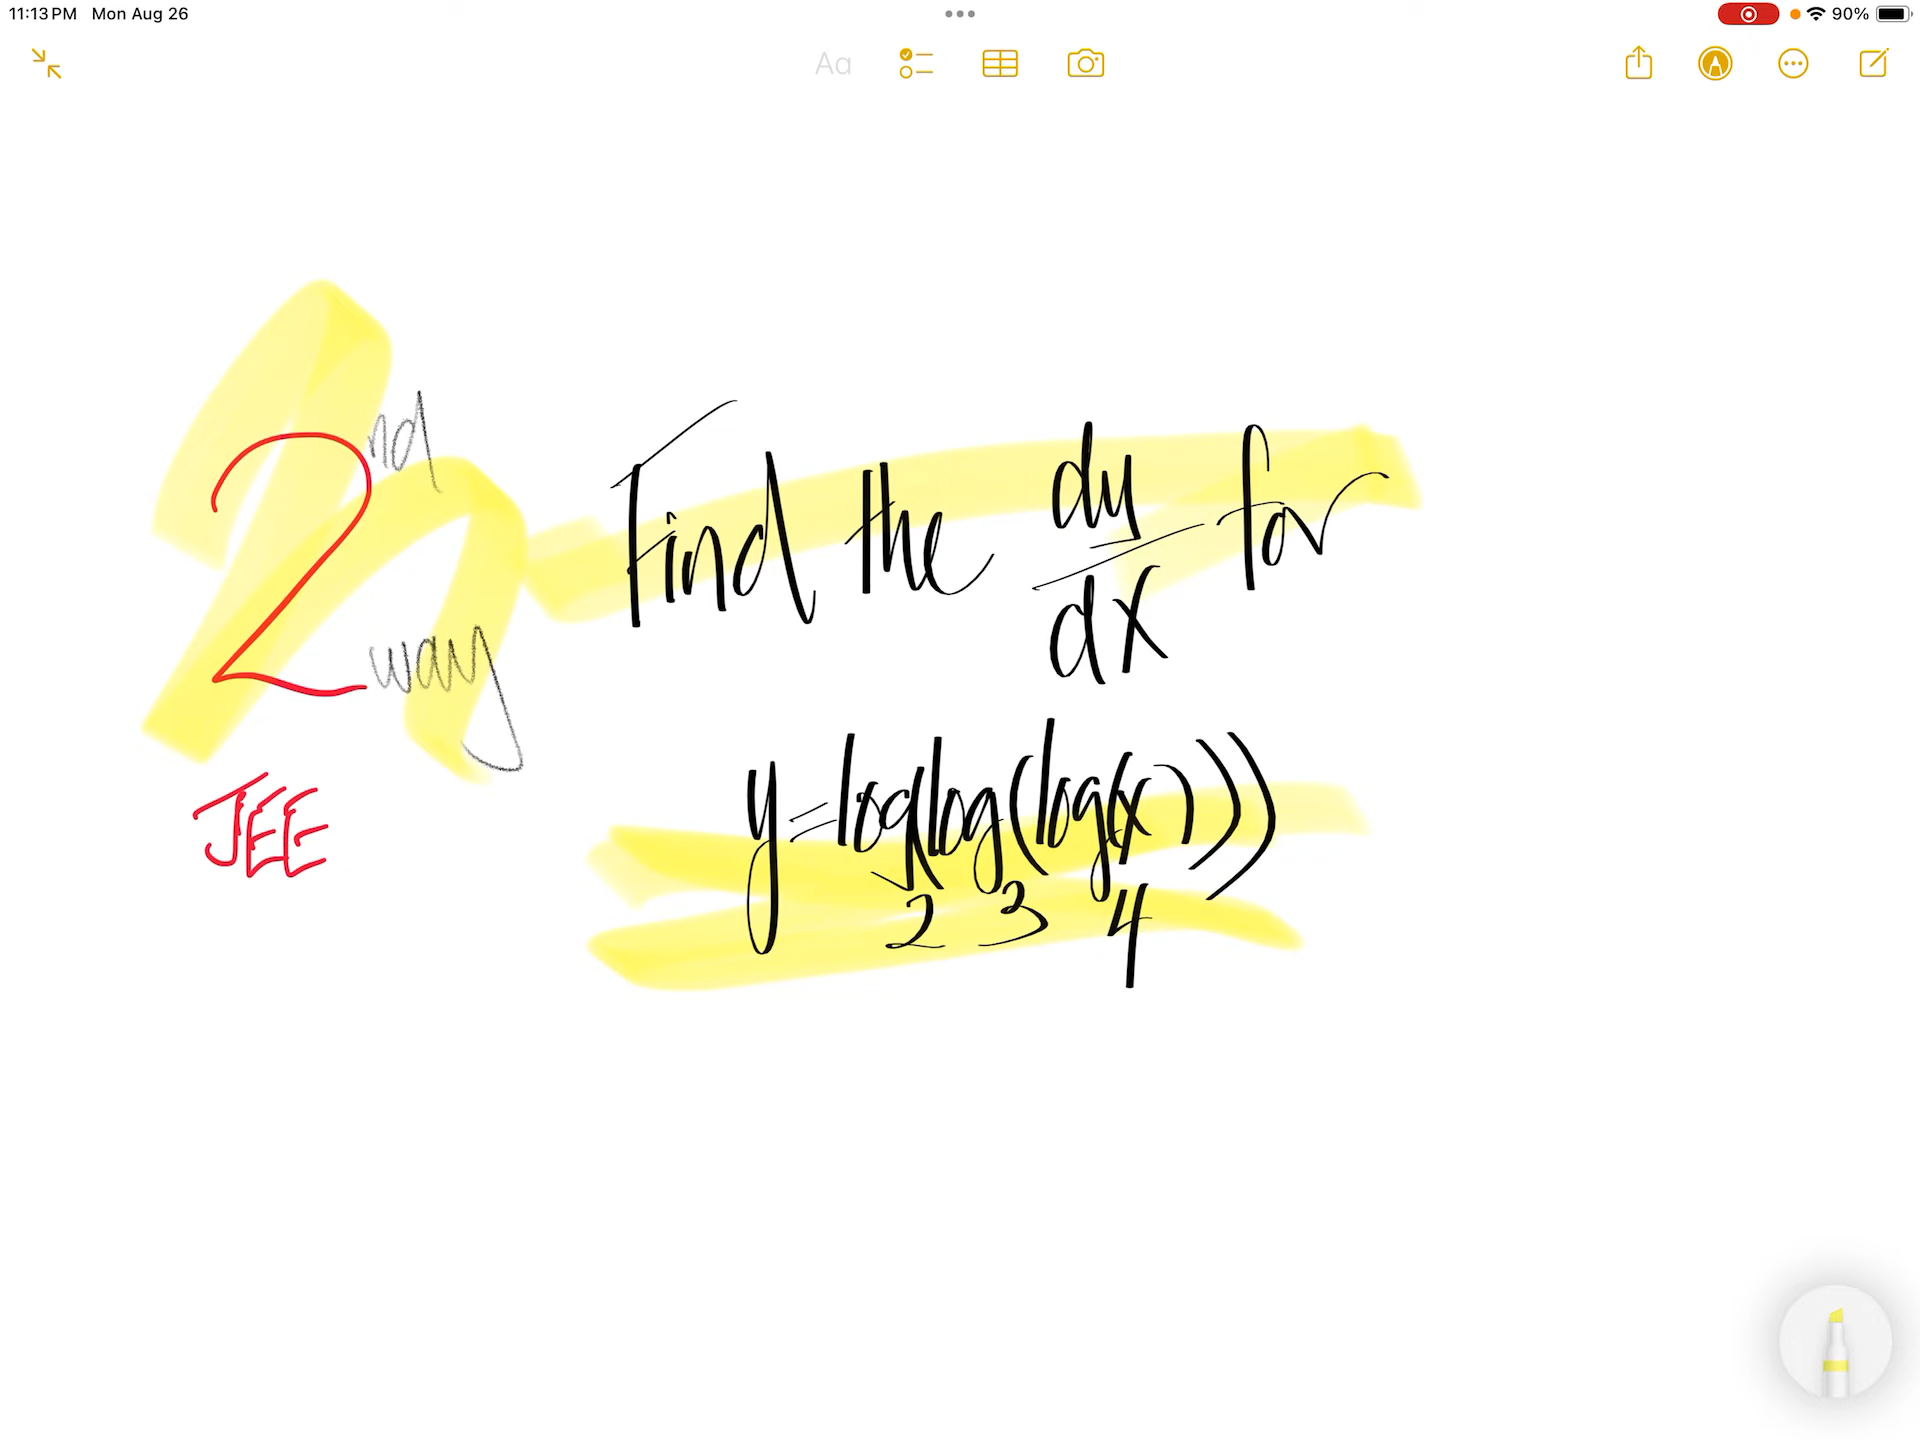 11:13 PM Mon Aug 26
90%
Aa
2nd way
JEE
Find the dy/dx for
y=log(log(log(x)))
2 3 4